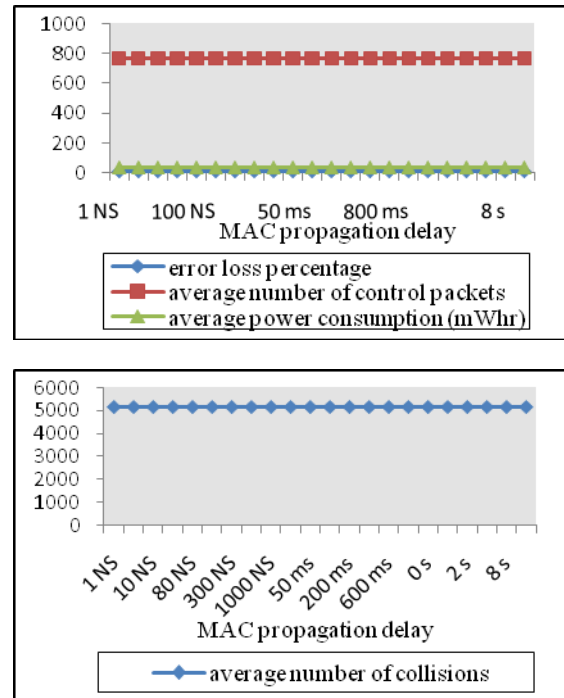 1000
800
600
400
200
0
1 NS 100 NS 50 ms 800 ms 8 s
MAC propagation delay
error loss percentage
average number of control packets
average power consumption (mWhr)
6000
5000
4000
3000
2000
1000
0
1 NS 10 NS 80 NS 300 NS 1000 NS 50 ms 200 ms 600 ms 0 s 2 s 8 s
MAC propagation delay
average number of collisions